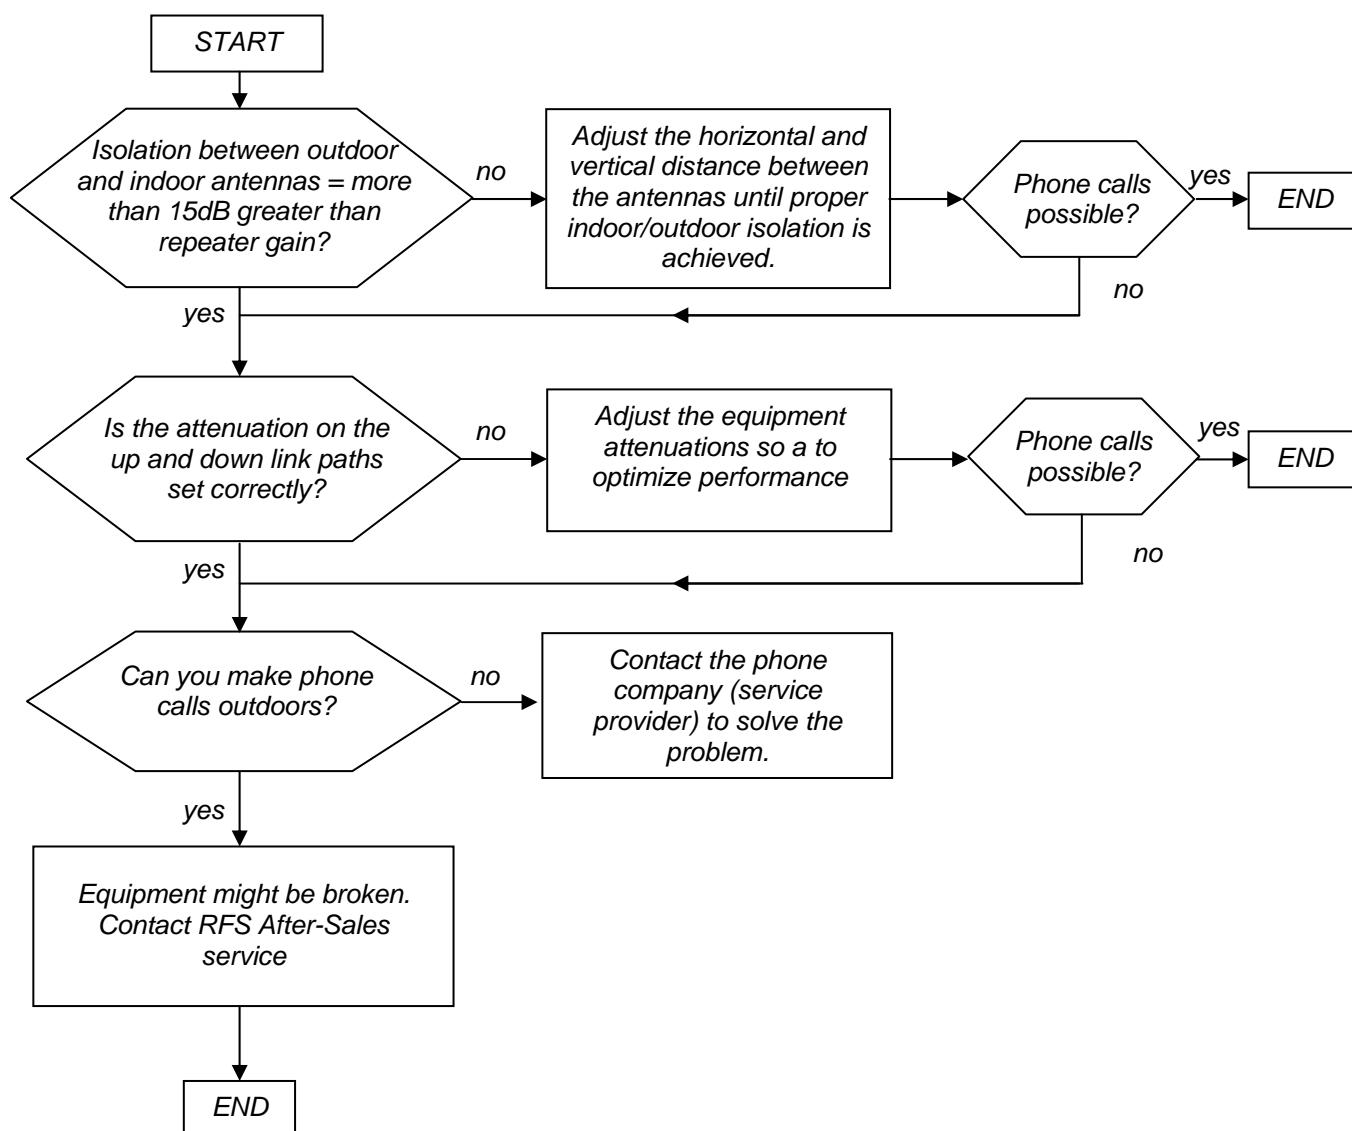 START
Isolation between outdoor
and indoor antennas = more
than 15dB greater than
repeater gain?
no
Adjust the horizontal and
vertical distance between
the antennas until proper
indoor/outdoor isolation is
achieved.
Phone calls
possible?
yes
END
no
yes
Is the attenuation on the
up and down link paths
set correctly?
no
Adjust the equipment
attenuations so a to
optimize performance
Phone calls
possible?
yes
END
no
yes
Can you make phone
calls outdoors?
no
Contact the phone
company (service
provider) to solve the
problem.
yes
Equipment might be broken.
Contact RFS After-Sales
service
END